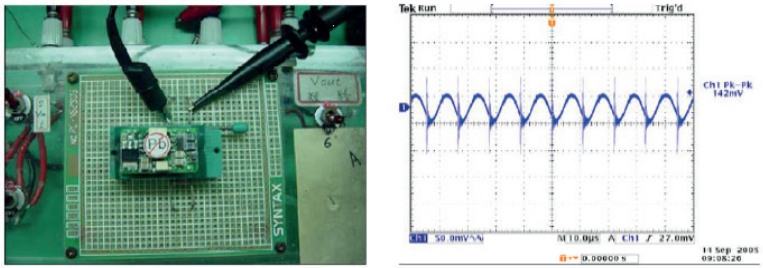 Vout
Pb
6
A
SYNTAX
Tek Run
Trig'd
Ch1 Pk-Pk
142mV
1
Ch1 50.0mV M 10.0µs A Ch1 27.0mV
0.00000 s
14 Sep 2005
09:08:26